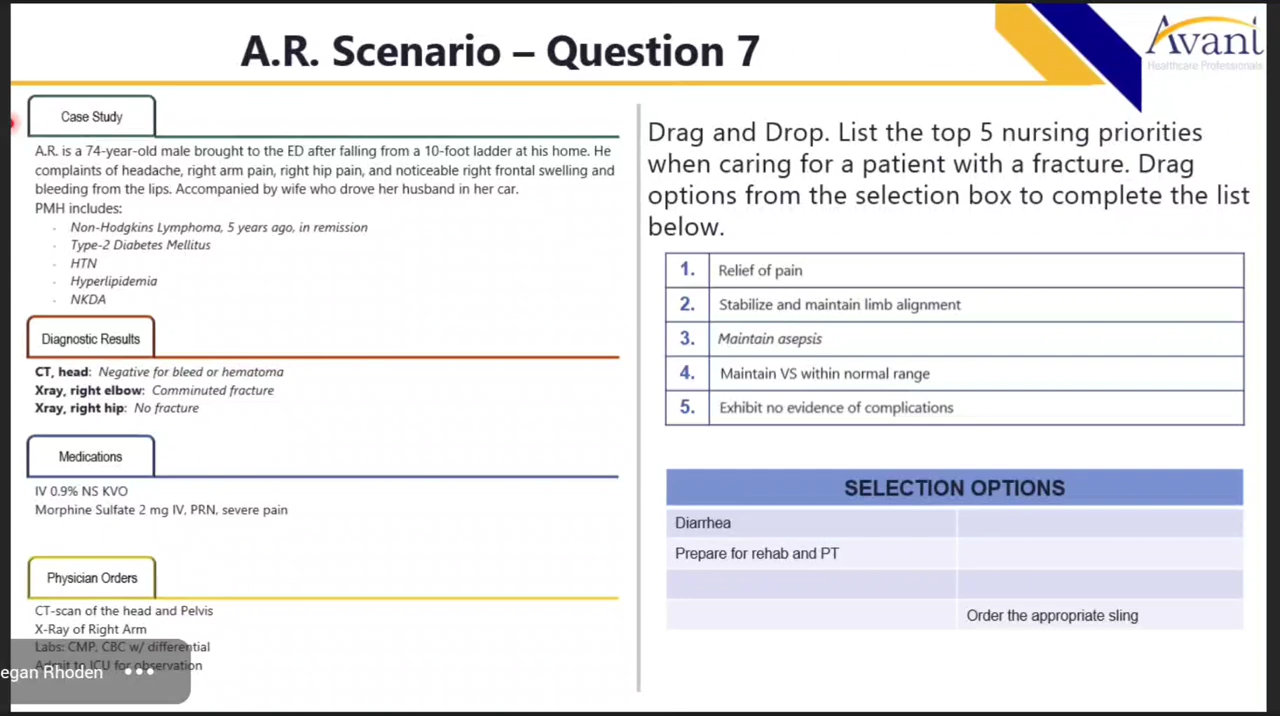 A.R. Scenario – Question 7
Avant
Healthcare Professionals
Case Study
A.R. is a 74-year-old male brought to the ED after falling from a 10-foot ladder at his home. He
complaints of headache, right arm pain, right hip pain, and noticeable right frontal swelling and
bleeding from the lips. Accompanied by wife who drove her husband in her car.
PMH includes:
- Non-Hodgkins Lymphoma, 5 years ago, in remission
- Type-2 Diabetes Mellitus
- HTN
- Hyperlipidemia
- NKDA
Diagnostic Results
CT, head: Negative for bleed or hematoma
Xray, right elbow: Comminuted fracture
Xray, right hip: No fracture
Medications
IV 0.9% NS KVO
Morphine Sulfate 2 mg IV, PRN, severe pain
Physician Orders
CT-scan of the head and Pelvis
X-Ray of Right Arm
Labs: CMP, CBC w/ differential
Admit to ICU for observation
egan Rhoden
Drag and Drop. List the top 5 nursing priorities
when caring for a patient with a fracture. Drag
options from the selection box to complete the list
below.
1. Relief of pain
2. Stabilize and maintain limb alignment
3. Maintain asepsis
4. Maintain VS within normal range
5. Exhibit no evidence of complications
SELECTION OPTIONS
Diarrhea
Prepare for rehab and PT
Order the appropriate sling